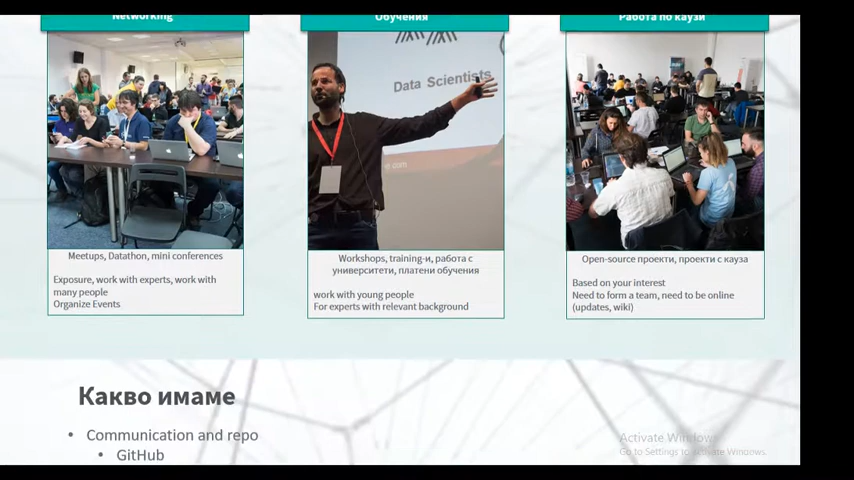 Networking
Обучения
Работа по каузи
Data Scientists
Meetups, Datathon, mini conferences
Exposure, work with experts, work with
many people
Organize Events
Workshops, training-и, работа с
университети, платени обучения
work with young people
For experts with relevant background
Open-source проекти, проекти с кауза
Based on your interest
Need to form a team, need to be online
(updates, wiki)
Какво имаме
• Communication and repo
• GitHub
Activate Windows
Go to Settings to Activate Windows.